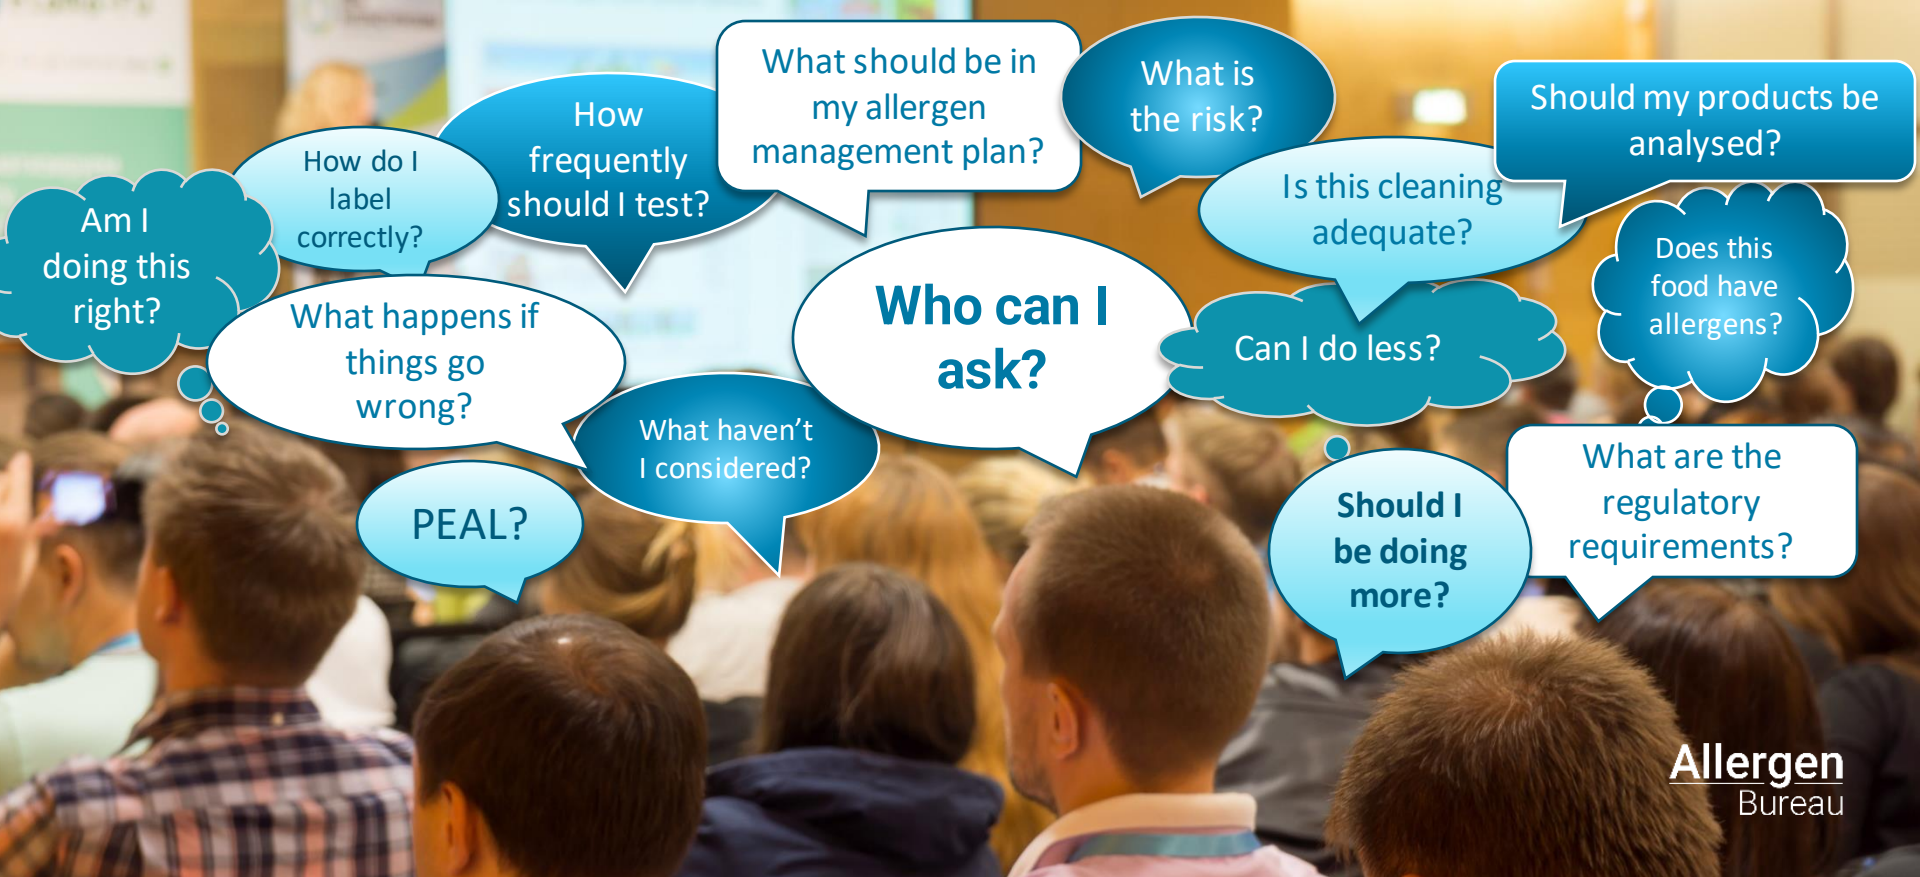 What should be in
my allergen
management plan?
What is
the risk?
Should my products be
analysed?
How
frequently
should I test?
How do I
label
correctly?
Is this cleaning
adequate?
Am I
doing this
right?
Does this
food have
allergens?
Who can I
ask?
What happens if
things go
wrong?
Can I do less?
What haven't
I considered?
What are the
regulatory
requirements?
PEAL?
Should I
be doing
more?
Allergen
Bureau